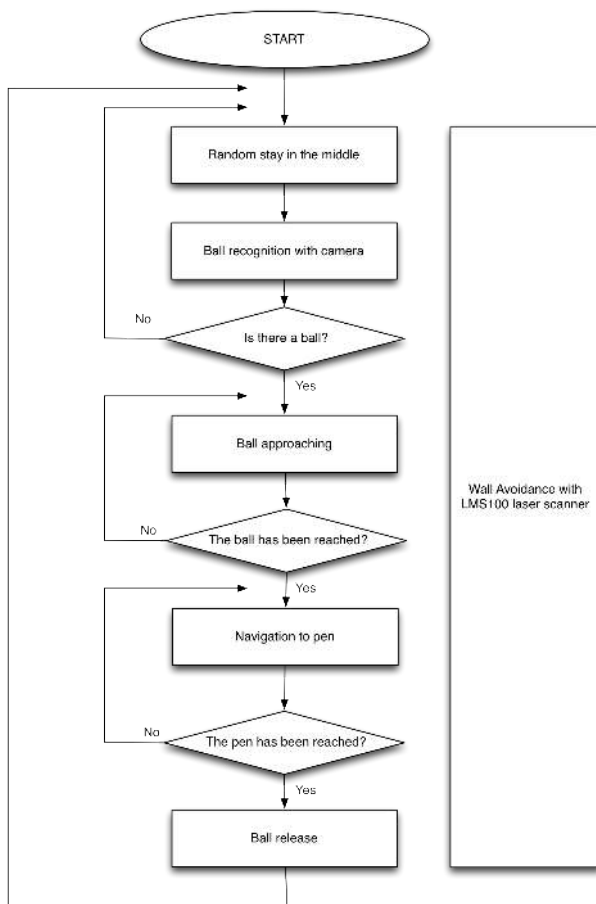 START
Random stay in the middle
Ball recognition with camera
No
Is there a ball?
Yes
Ball approaching
No
The ball has been reached?
Yes
Navigation to pen
No
The pen has been reached?
Yes
Ball release
Wall Avoidance with
LMS100 laser scanner